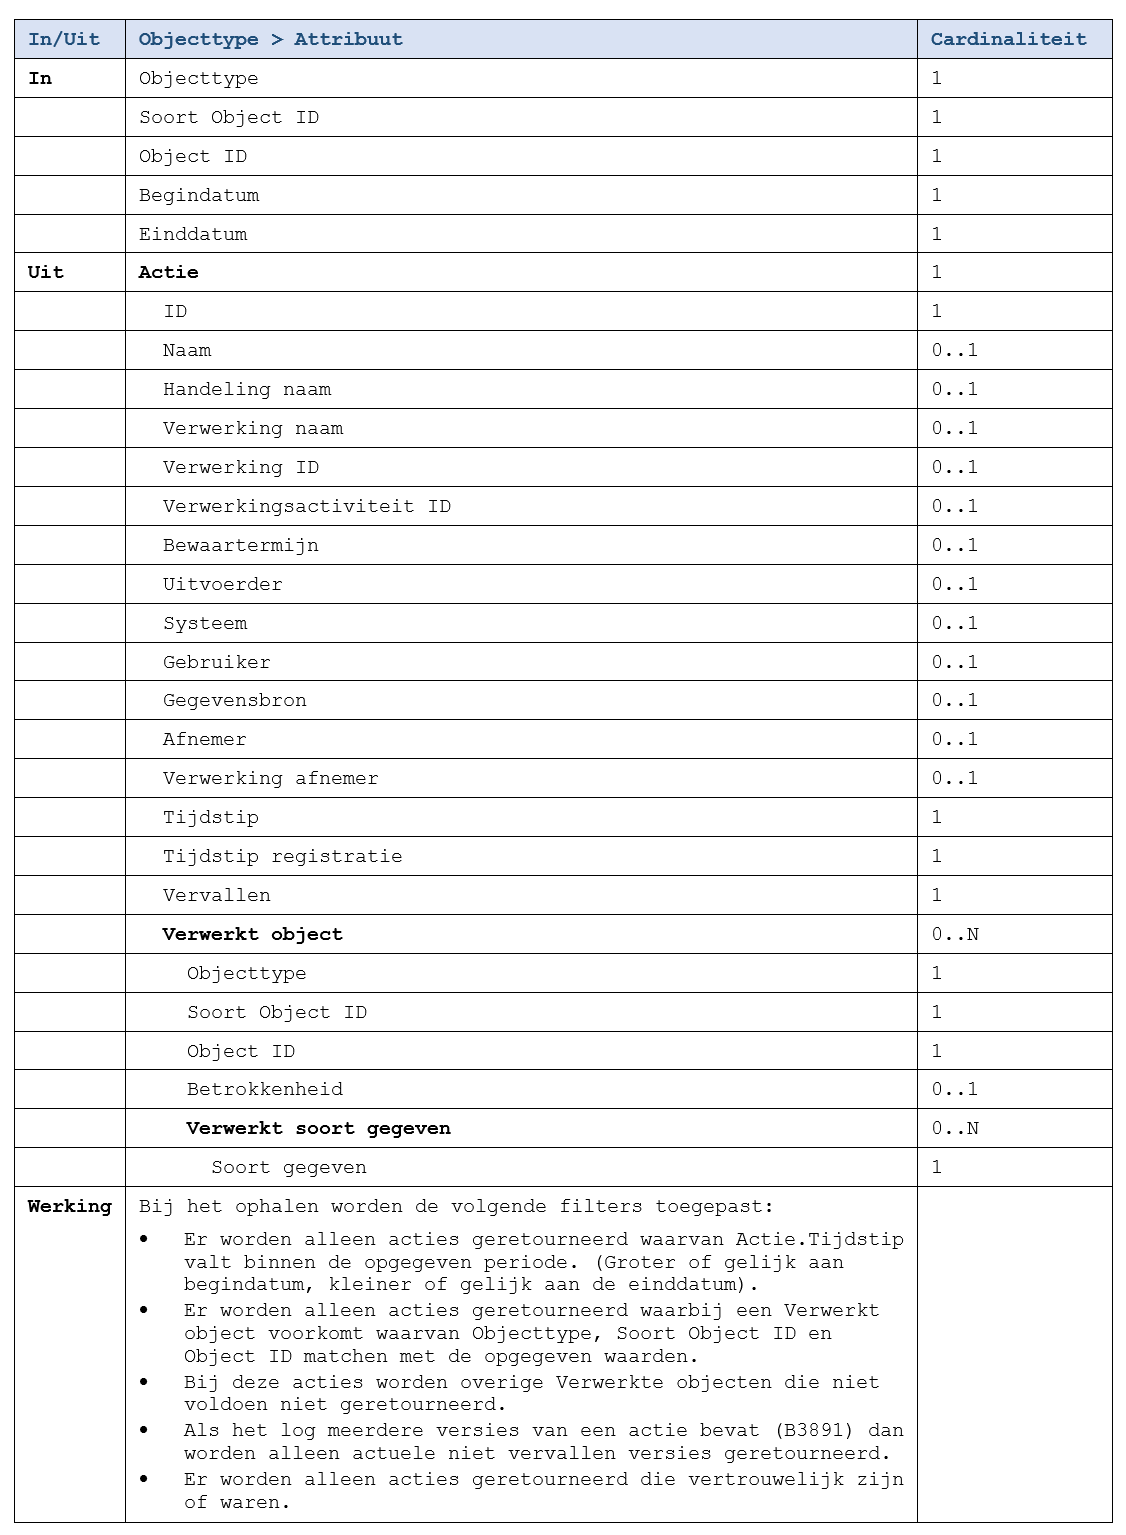 In/Uit Objecttype > Attribuut Cardinaliteit
In Objecttype 1
Soort Object ID 1
Object ID 1
Begindatum 1
Einddatum 1
Uit Actie 1
ID 1
Naam 0..1
Handeling naam 0..1
Verwerking naam 0..1
Verwerking ID 0..1
Verwerkingsactiviteit ID 0..1
Bewaartermijn 0..1
Uitvoerder 0..1
Systeem 0..1
Gebruiker 0..1
Gegevensbron 0..1
Afnemer 0..1
Verwerking afnemer 0..1
Tijdstip 1
Tijdstip registratie 1
Vervallen 1
Verwerkt object 0..N
Objecttype 1
Soort Object ID 1
Object ID 1
Betrokkenheid 0..1
Verwerkt soort gegeven 0..N
Soort gegeven 1
Werking Bij het ophalen worden de volgende filters toegepast:
• Er worden alleen acties geretourneerd waarvan Actie.Tijdstip
valt binnen de opgegeven periode. (Groter of gelijk aan
begindatum, kleiner of gelijk aan de einddatum).
• Er worden alleen acties geretourneerd waarbij een Verwerkt
object voorkomt waarvan Objecttype, Soort Object ID en
Object ID matchen met de opgegeven waarden.
• Bij deze acties worden overige Verwerkte objecten die niet
voldoen niet geretourneerd.
• Als het log meerdere versies van een actie bevat (B3891) dan
worden alleen actuele niet vervallen versies geretourneerd.
• Er worden alleen acties geretourneerd die vertrouwelijk zijn
of waren.